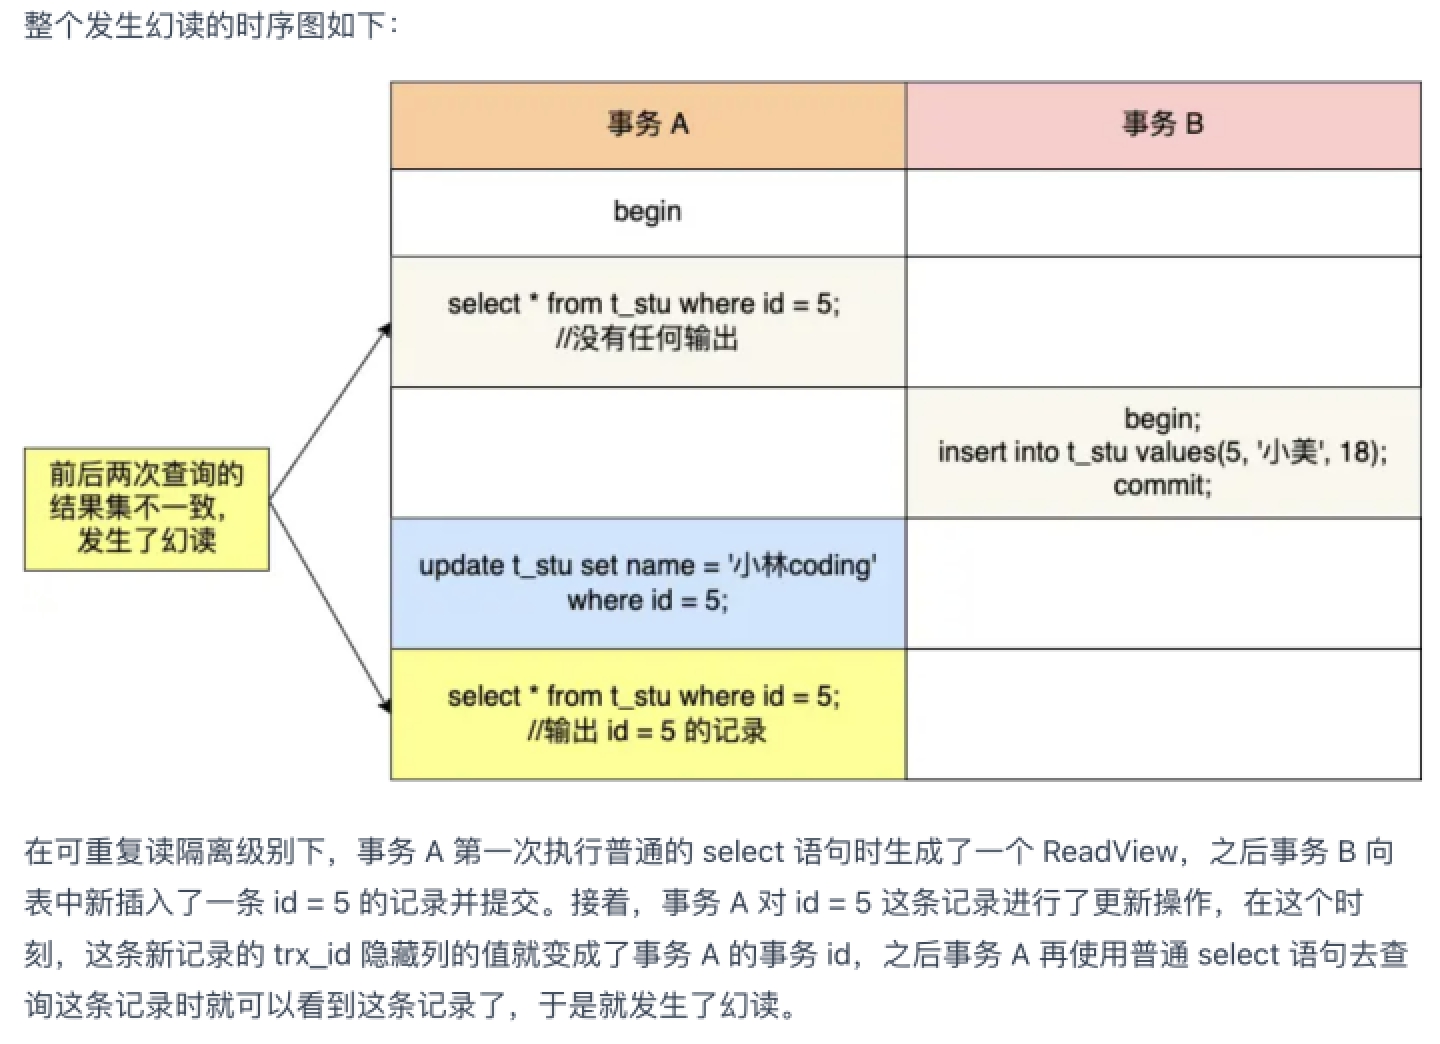 整个发生幻读的时序图如下：
事务 A
事务 B
begin
select * from t_stu where id = 5;
//没有任何输出
begin;
insert into t_stu values(5, '小美', 18);
commit;
前后两次查询的
结果集不一致，
发生了幻读
update t_stu set name = '小林coding'
where id = 5;
select * from t_stu where id = 5;
//输出 id = 5 的记录
在可重复读隔离级别下，事务 A 第一次执行普通的 select 语句时生成了一个 ReadView，之后事务 B 向
表中新插入了一条 id = 5 的记录并提交。接着，事务 A 对 id = 5 这条记录进行了更新操作，在这个时
刻，这条新记录的 trx_id 隐藏列的值就变成了事务 A 的事务 id，之后事务 A 再使用普通 select 语句去查
询这条记录时就可以看到这条记录了，于是就发生了幻读。